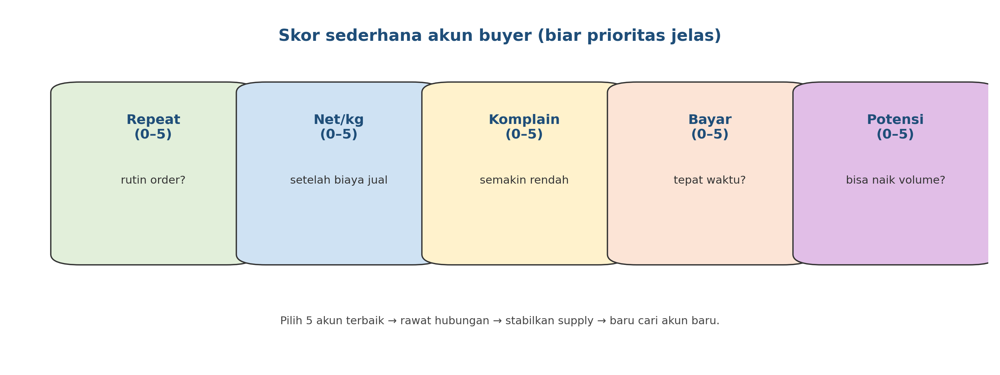 Skor sederhana akun buyer (biar prioritas jelas)
Repeat
(0–5)
rutin order?
Net/kg
(0–5)
setelah biaya jual
Komplain
(0–5)
semakin rendah
Bayar
(0–5)
tepat waktu?
Potensi
(0–5)
bisa naik volume?
Pilih 5 akun terbaik → rawat hubungan → stabilkan supply → baru cari akun baru.